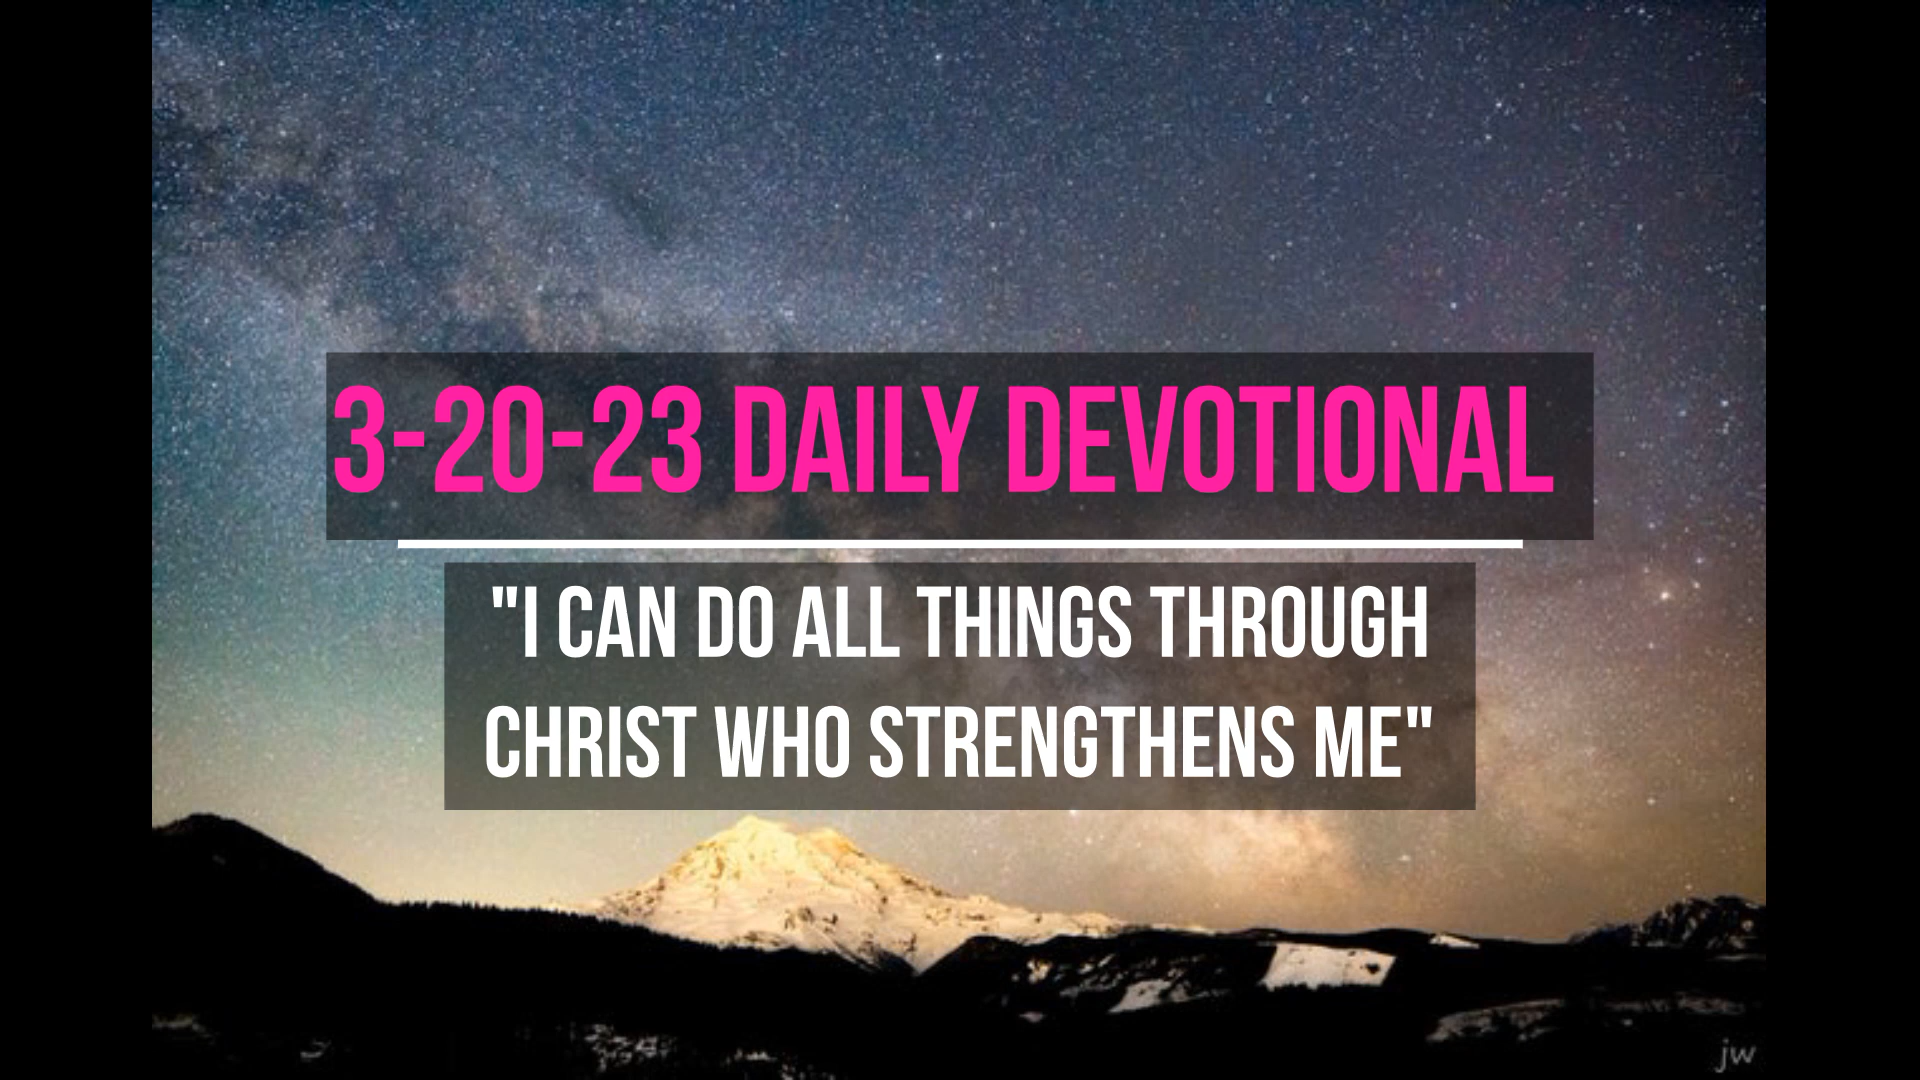 3-20-23 DAILY DEVOTIONAL
"I CAN DO ALL THINGS THROUGH
CHRIST WHO STRENGTHENS ME"
jw